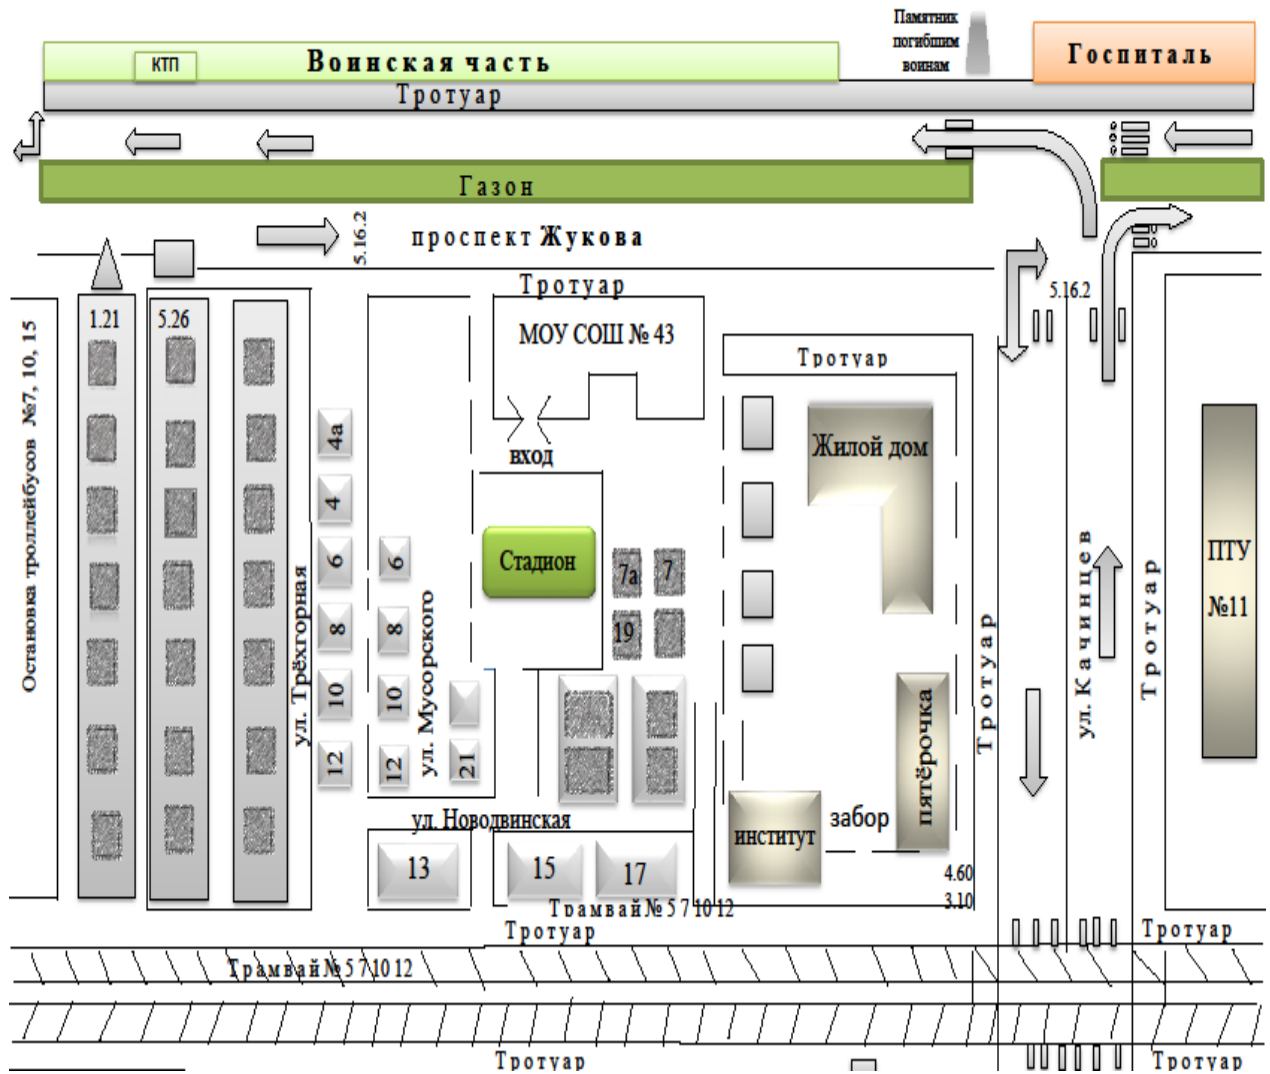 Памятник
погибшим
воинам
Госпиталь
КТП
Воинская часть
Тротуар
Газон
5.16.2
проспект Жукова
Тротуар
5.16.2
1.21
5.26
МОУ СОШ № 43
Тротуар
Остановка троллейбусов №7, 10, 15
вход
Жилой дом
4а
4
6
8
10
12
ул. Трёхгорная
6
8
10
12
ул. Мусорского
21
Стадион
7а
7
19
Тротуар
ул. Качинцев
Тротуар
ПТУ
№11
пятёрочка
забор
институт
ул. Новодвинская
13
15
17
4.60
3.10
Трамвай№ 5 7 10 12
Тротуар
Тротуар
Трамвай№ 5 7 10 12
Тротуар
Тротуар